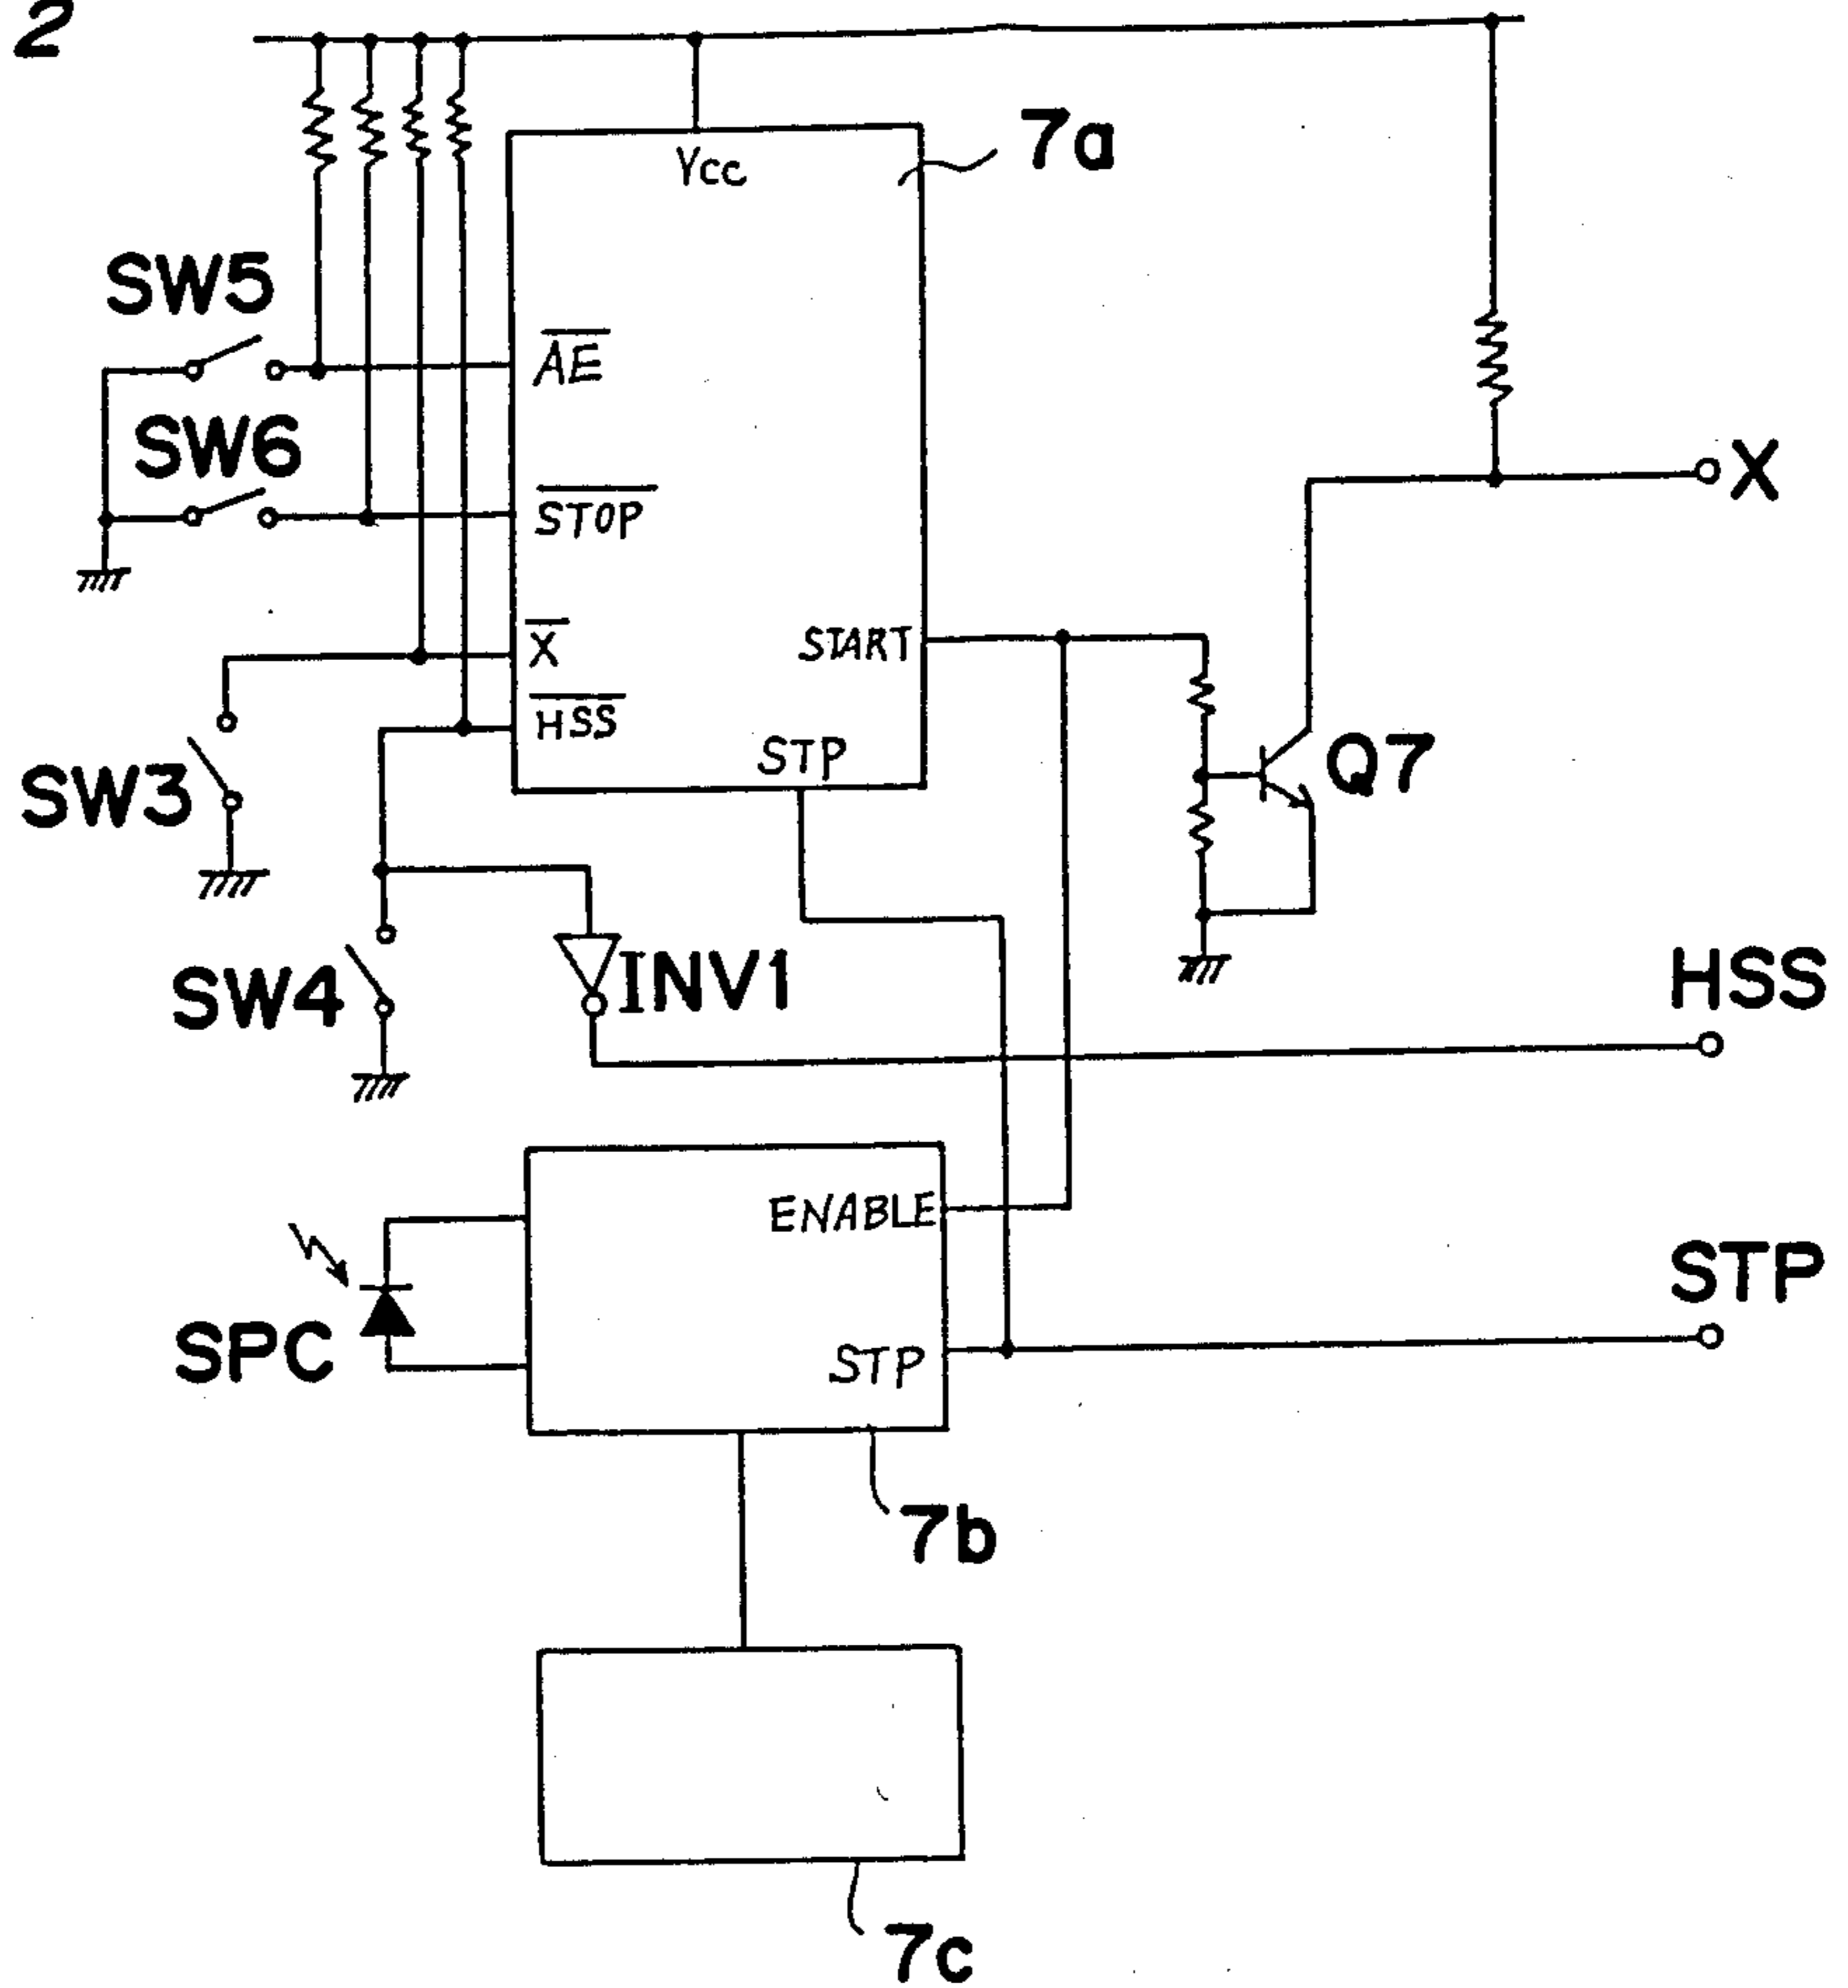 2
7a
Vcc
SW5
AE
SW6
STOP
X
X
START
HSS
STP
SW3
Q7
SW4
INV1
HSS
ENABLE
STP
SPC
STP
7b
7c